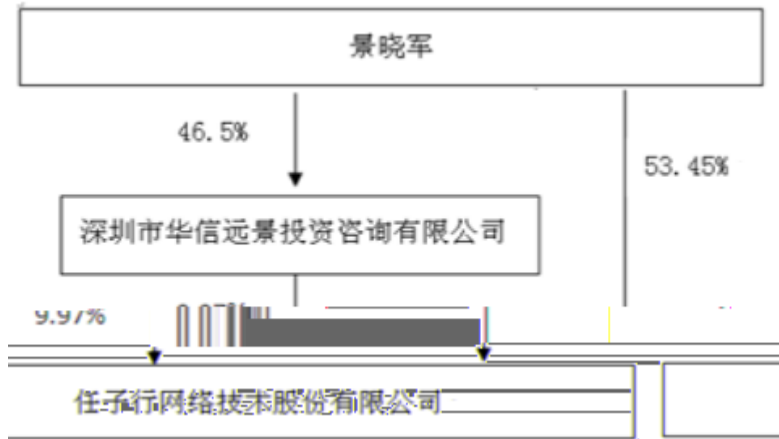 景晓军
46.5%
53.45%
深圳市华信远景投资咨询有限公司
9.97%
任子行网络技术股份有限公司